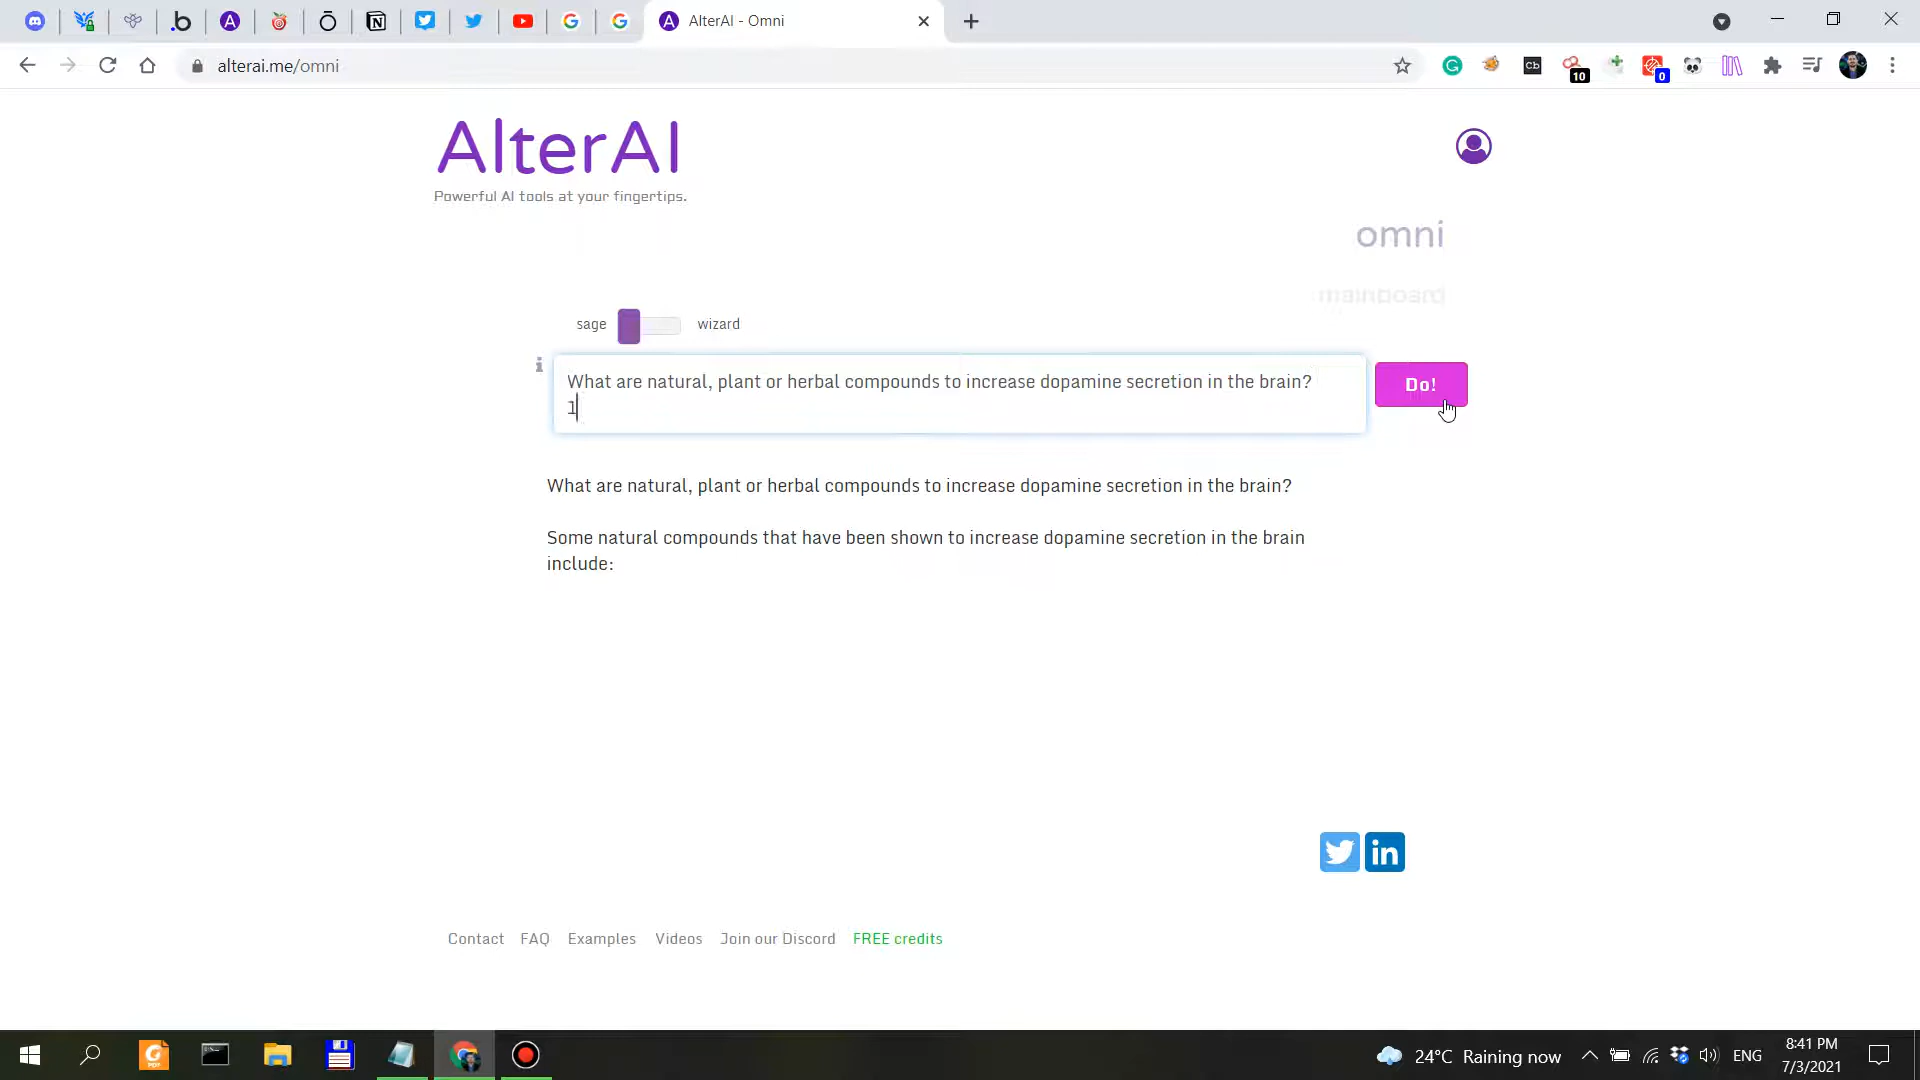 AlterAI - Omni
alterai.me/omni
10
0
Cb
AlterAI
Powerful AI tools at your fingertips.
omni
mainboard
sage
wizard
What are natural, plant or herbal compounds to increase dopamine secretion in the brain?
1
Do!
What are natural, plant or herbal compounds to increase dopamine secretion in the brain?
Some natural compounds that have been shown to increase dopamine secretion in the brain
include:
Contact FAQ Examples Videos Join our Discord FREE credits
24°C Raining now
ENG
8:41 PM
7/3/2021